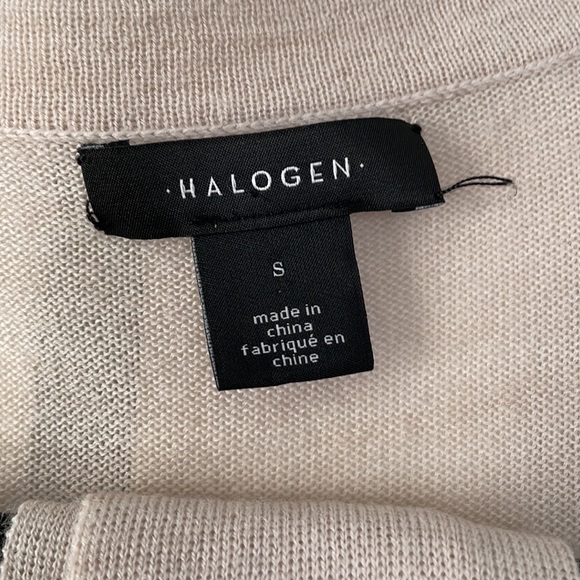 ·HALOGEN·
S
made in
china
fabriqué en
chine